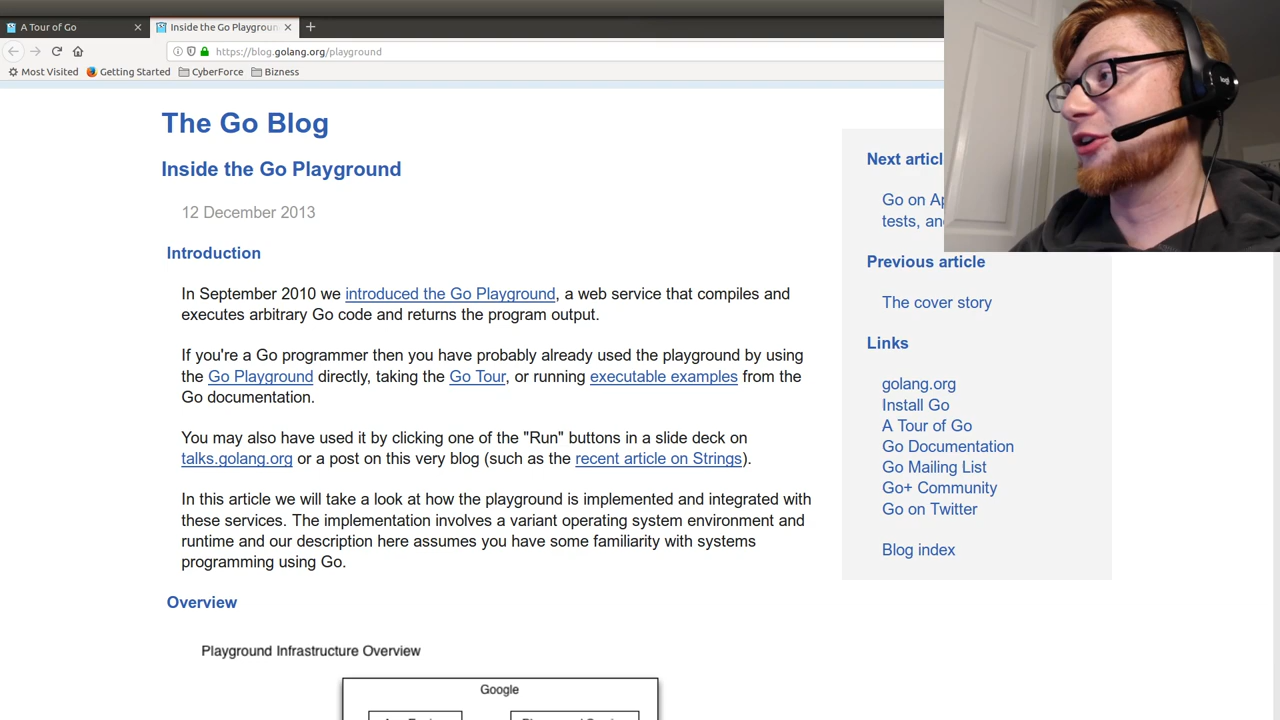 A Tour of Go
Inside the Go Playgroun
https://blog.golang.org/playground
Most Visited
Getting Started
CyberForce
Bizness
The Go Blog
Inside the Go Playground
12 December 2013
Introduction
In September 2010 we introduced the Go Playground, a web service that compiles and
executes arbitrary Go code and returns the program output.
If you're a Go programmer then you have probably already used the playground by using
the Go Playground directly, taking the Go Tour, or running executable examples from the
Go documentation.
You may also have used it by clicking one of the "Run" buttons in a slide deck on
talks.golang.org or a post on this very blog (such as the recent article on Strings).
In this article we will take a look at how the playground is implemented and integrated with
these services. The implementation involves a variant operating system environment and
runtime and our description here assumes you have some familiarity with systems
programming using Go.
Overview
Playground Infrastructure Overview
Google
Next articl
Go on Ap
tests, an
Previous article
The cover story
Links
golang.org
Install Go
A Tour of Go
Go Documentation
Go Mailing List
Go+ Community
Go on Twitter
Blog index
logi